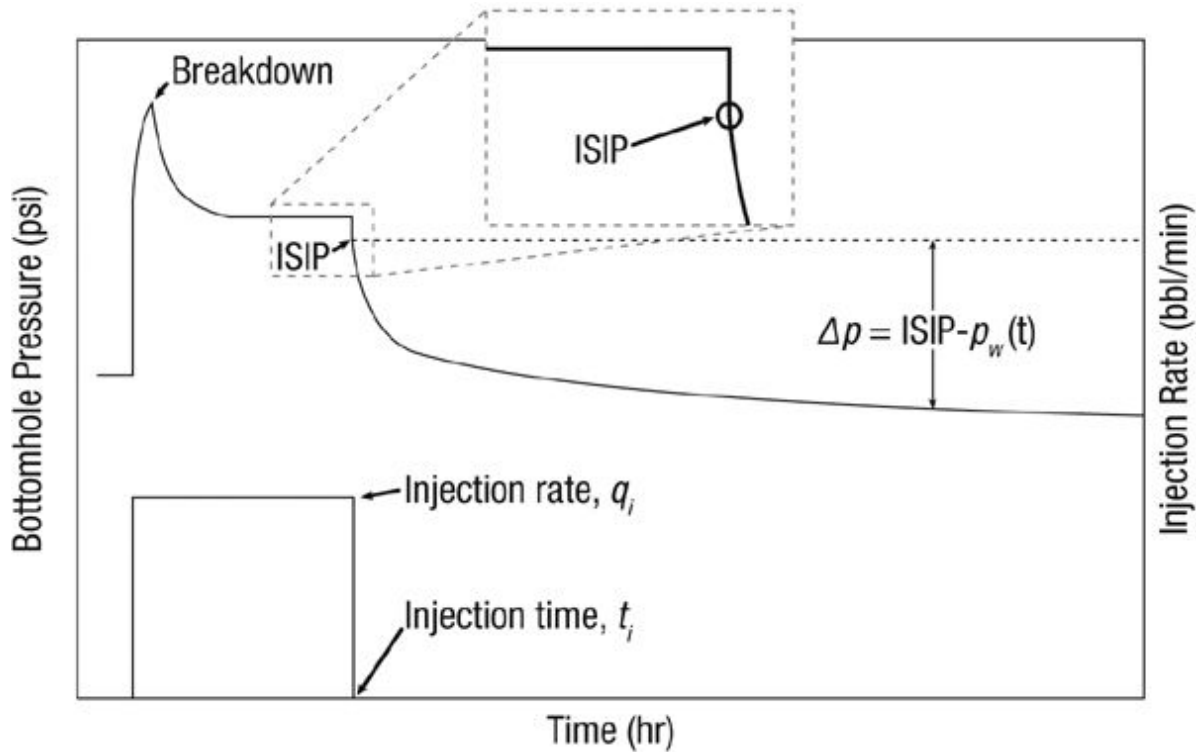 Breakdown
ISIP
ISIP
Δp = ISIP-p_w(t)
Injection rate, q_i
Injection time, t_i
Bottomhole Pressure (psi)
Injection Rate (bbl/min)
Time (hr)